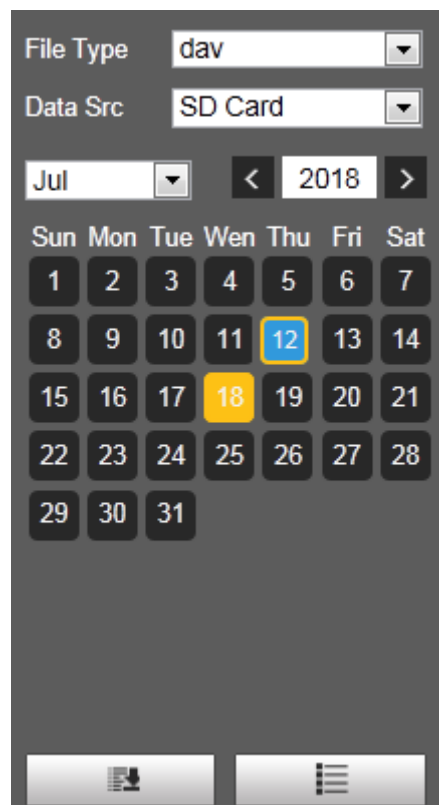 File Type dav
Data Src SD Card
Jul < 2018 >
Sun Mon Tue Wen Thu Fri Sat
1 2 3 4 5 6 7
8 9 10 11 12 13 14
15 16 17 18 19 20 21
22 23 24 25 26 27 28
29 30 31